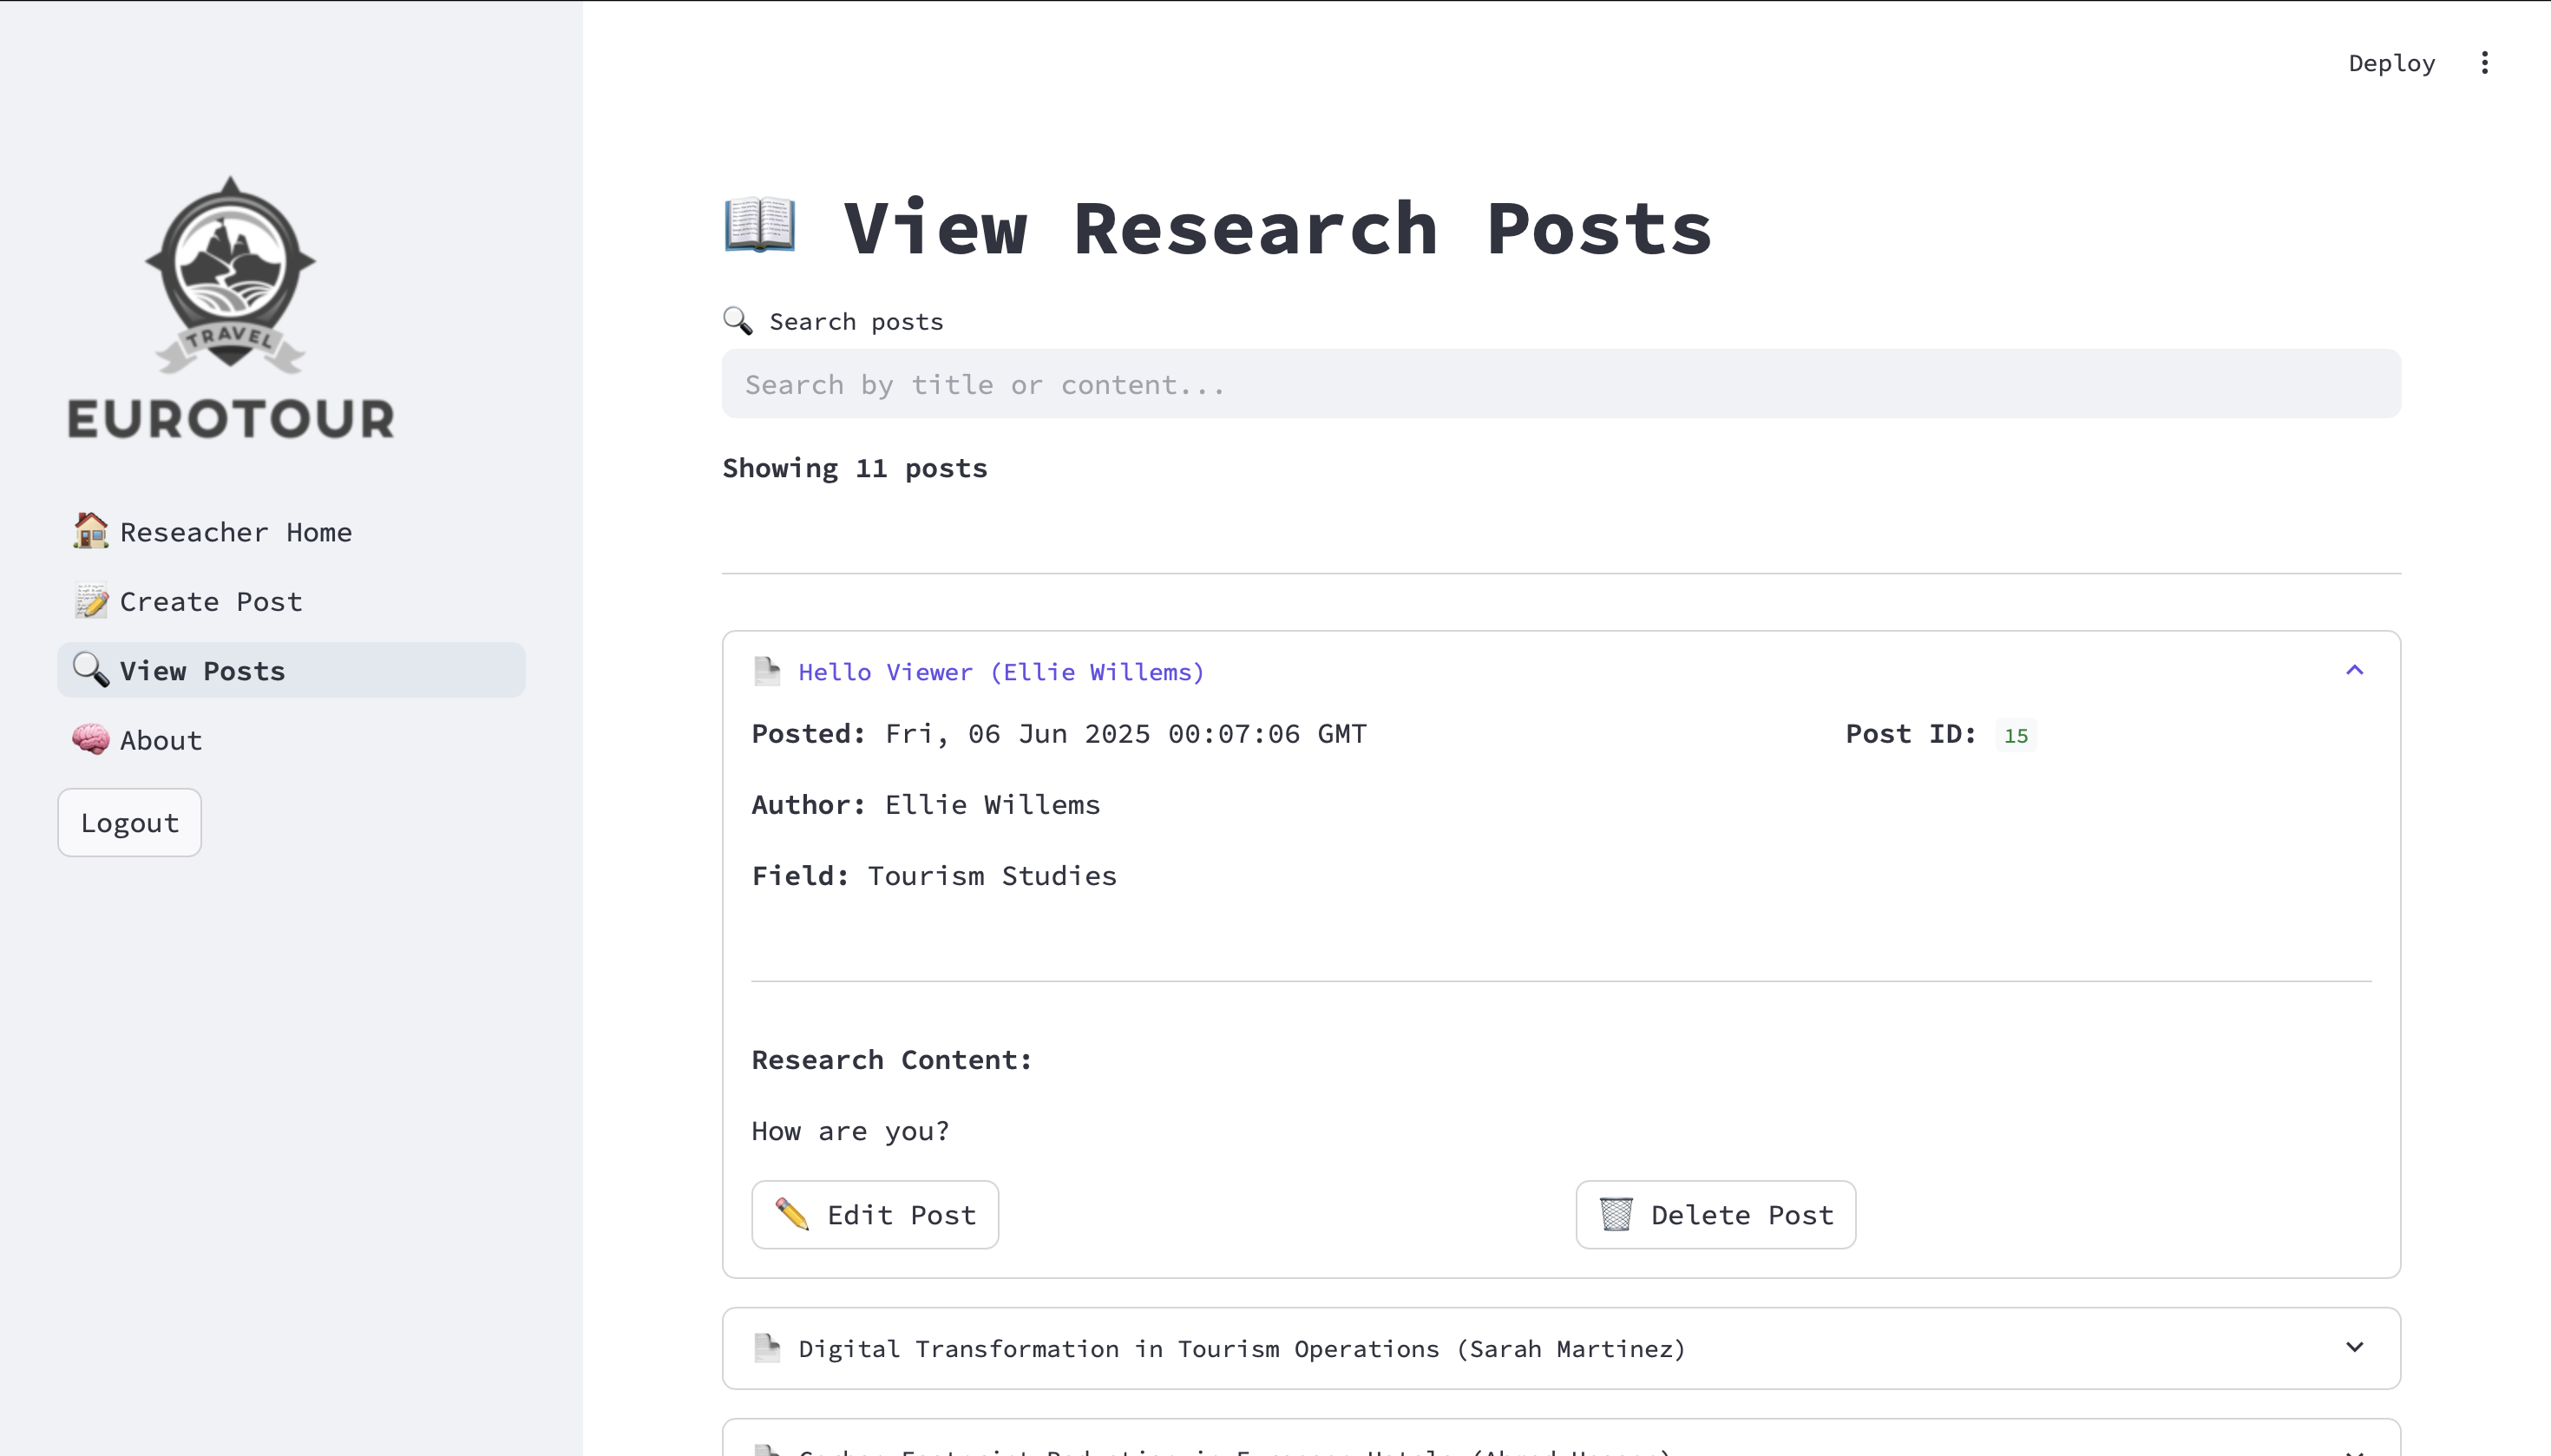 Deploy
TRAVEL
EUROTOUR
Reseacher Home
Create Post
View Posts
About
Logout
View Research Posts
Search posts
Search by title or content...
Showing 11 posts
Hello Viewer (Ellie Willems)
Posted: Fri, 06 Jun 2025 00:07:06 GMT
Post ID: 15
Author: Ellie Willems
Field: Tourism Studies
Research Content:
How are you?
Edit Post
Delete Post
Digital Transformation in Tourism Operations (Sarah Martinez)